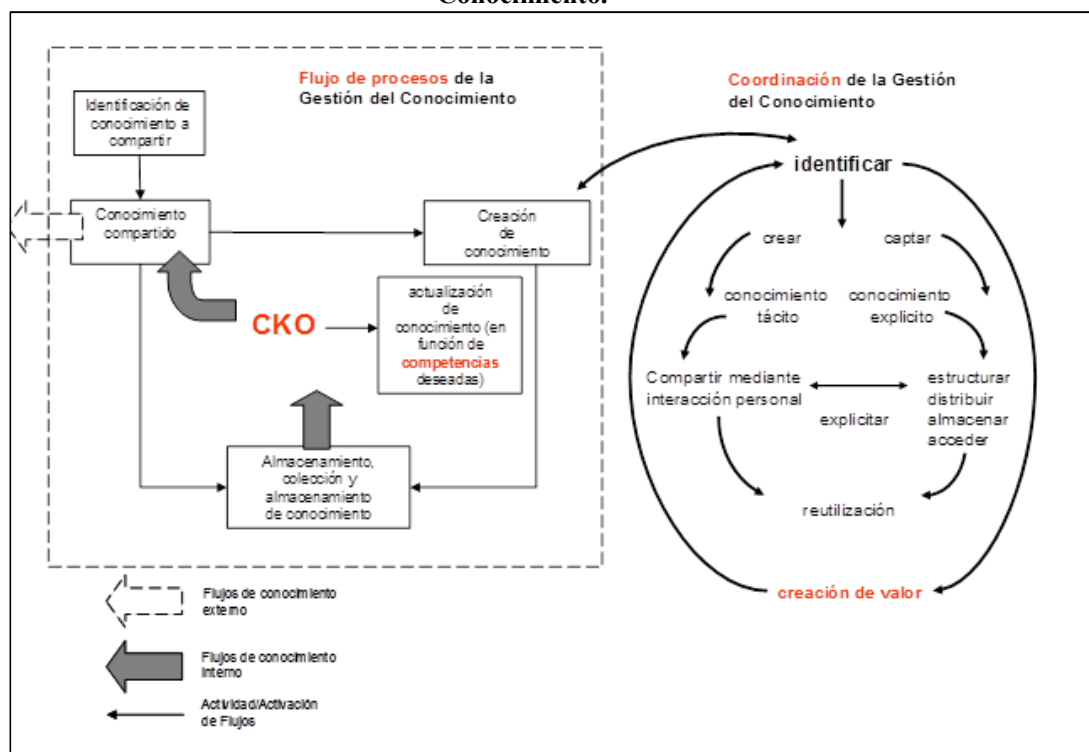 Conocimiento.
Flujo de procesos de la
Gestión del Conocimiento
Coordinación de la Gestión
del Conocimiento
Identificación de
conocimiento a
compartir
identificar
Conocimiento
compartido
Creación
de
conocimiento
crear
captar
CKO
actualización
de
conocimiento (en
función de
competencias
deseadas)
conocimiento
tácito
conocimiento
explicito
Compartir mediante
interacción personal
explicitar
estructurar
distribuir
almacenar
acceder
Almacenamiento,
colección y
almacenamiento
de conocimiento
reutilización
creación de valor
Flujos de conocimiento
externo
Flujos de conocimiento
Interno
Actividad/Activación
de Flujos